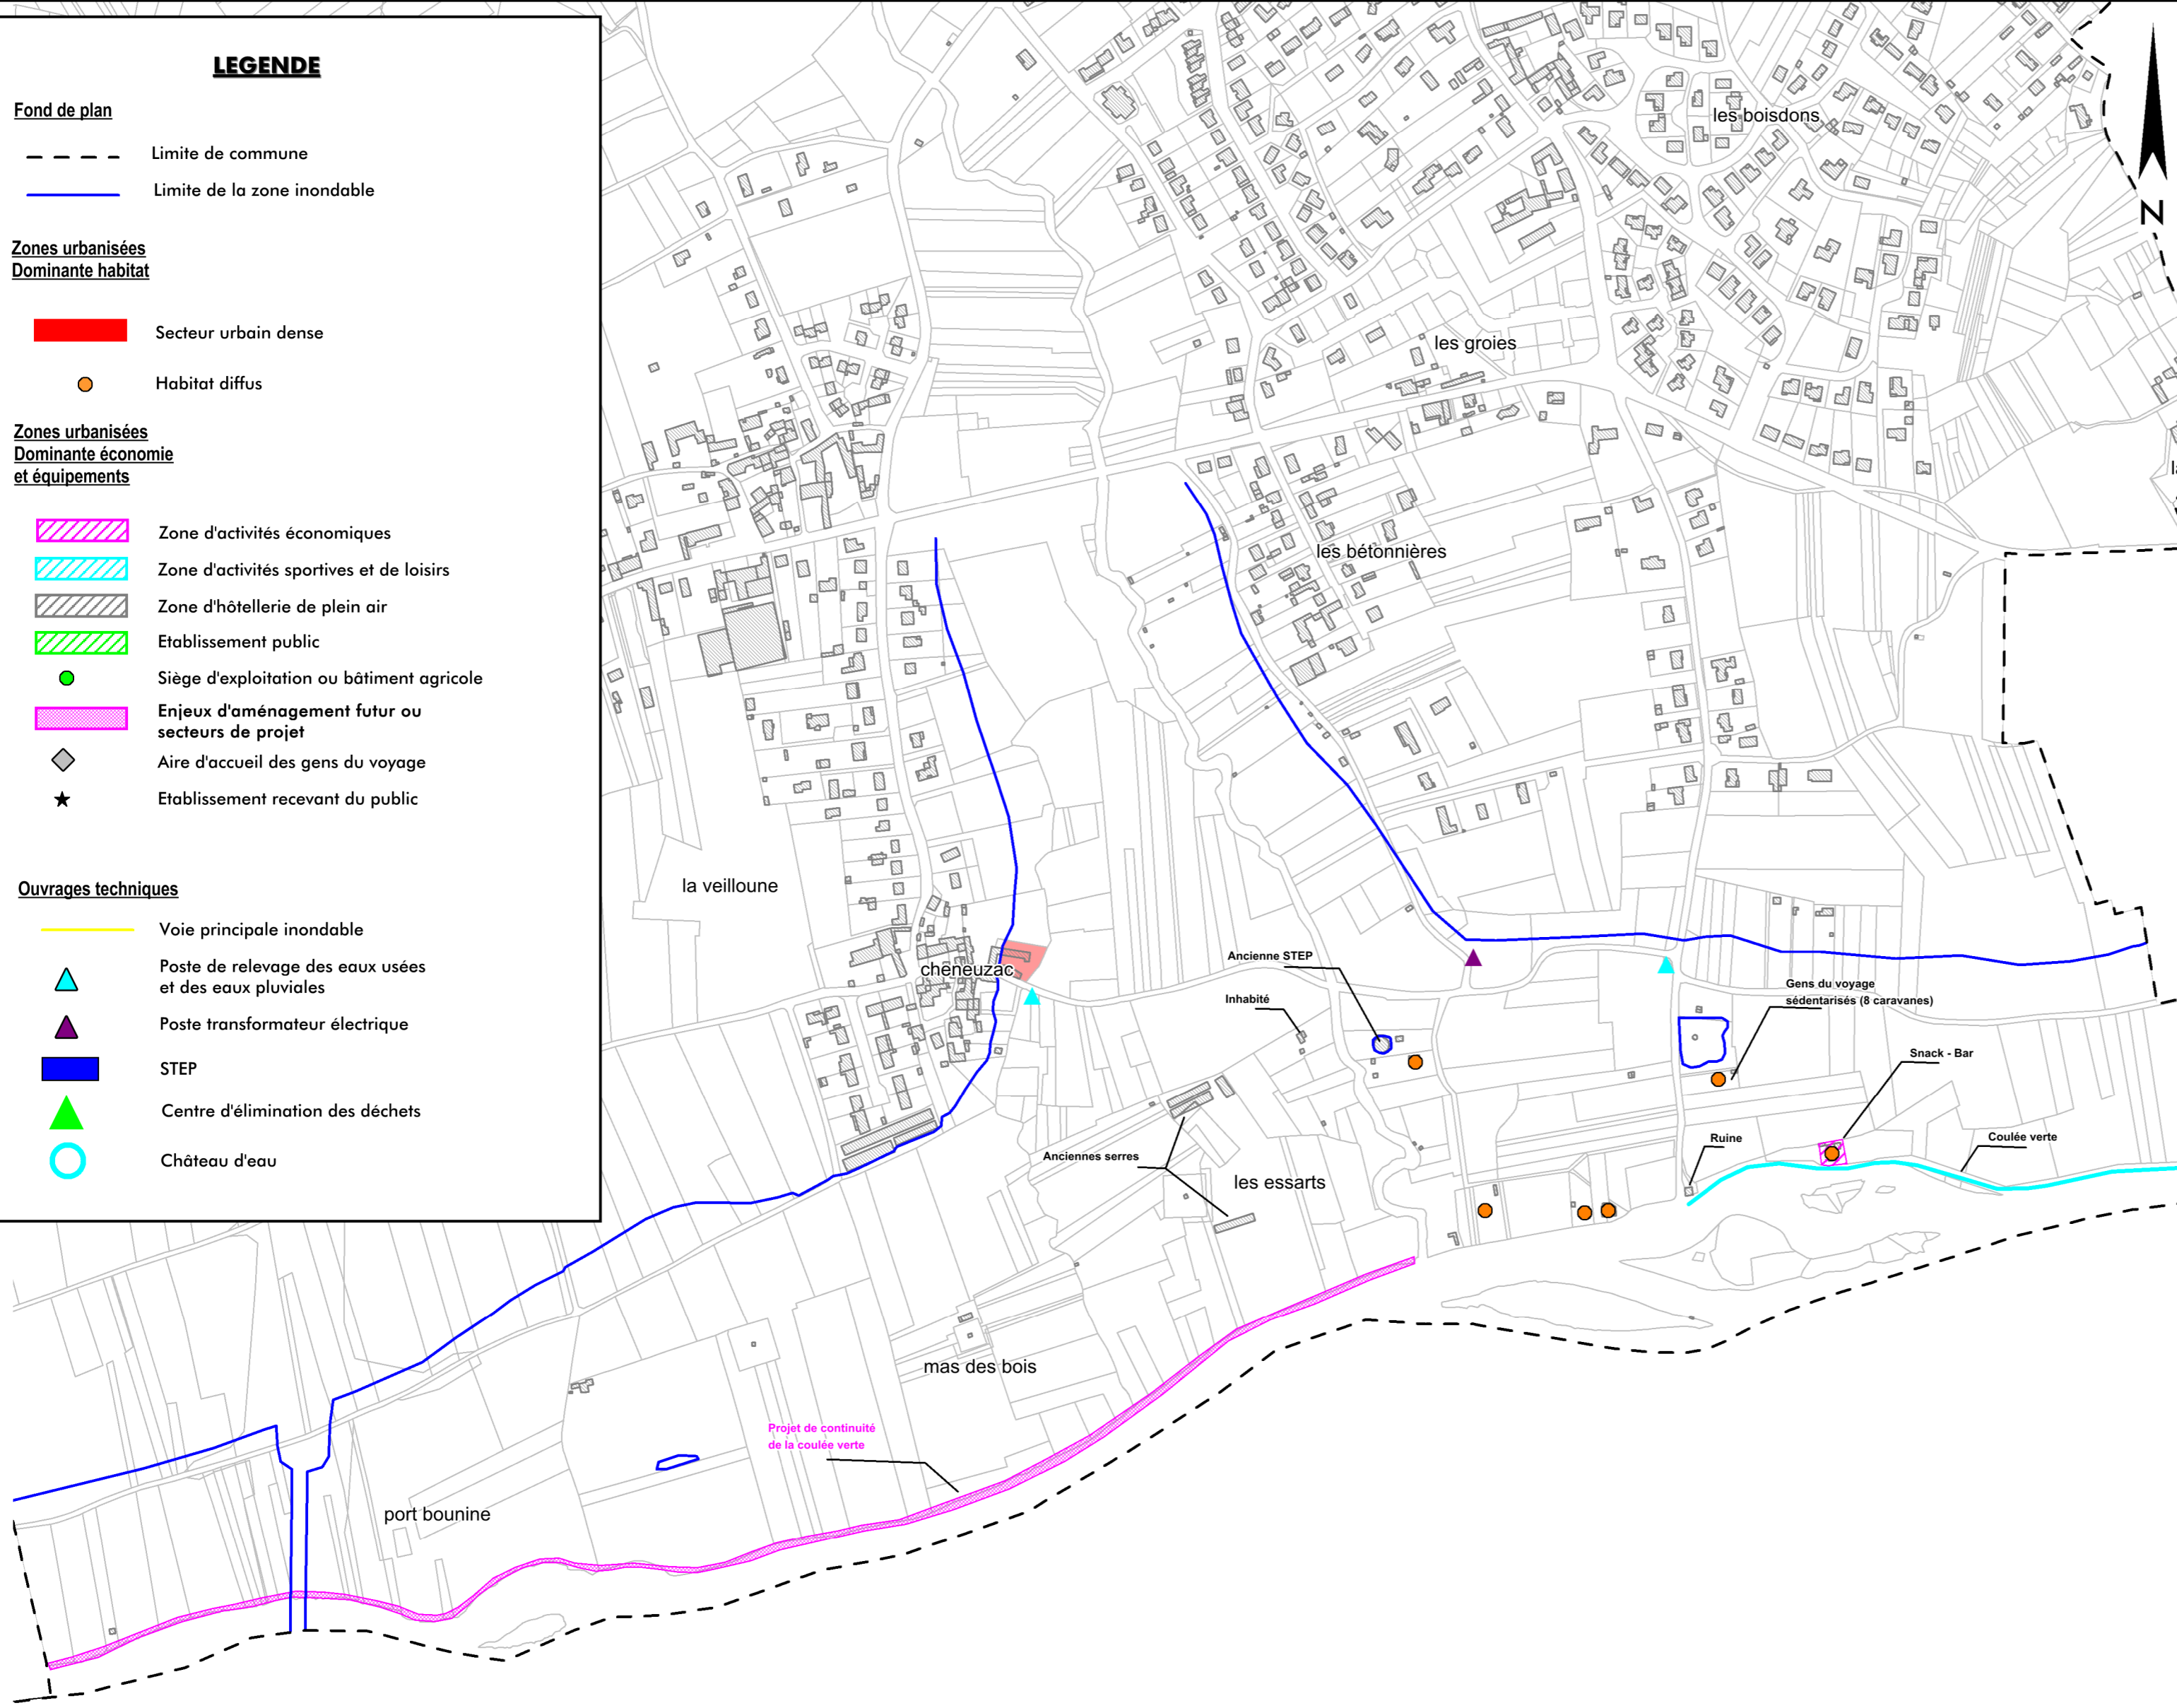 LEGENDE
Fond de plan
Limite de commune
Limite de la zone inondable
Zones urbanisées
Dominante habitat
Secteur urbain dense
Habitat diffus
Zones urbanisées
Dominante économie
et équipements
Zone d'activités économiques
Zone d'activités sportives et de loisirs
Zone d'hôtellerie de plein air
Etablissement public
Siège d'exploitation ou bâtiment agricole
Enjeux d'aménagement futur ou
secteurs de projet
Aire d'accueil des gens du voyage
Etablissement recevant du public
Ouvrages techniques
Voie principale inondable
Poste de relevage des eaux usées
et des eaux pluviales
Poste transformateur électrique
STEP
Centre d'élimination des déchets
Château d'eau
les boisdons
N
les groies
les bétonnières
la veilloune
cheneuzac
Ancienne STEP
Inhabité
Gens du voyage
sédentarisés (8 caravanes)
Snack - Bar
Ruine
Coulée verte
Anciennes serres
les essarts
mas des bois
Projet de continuité
de la coulée verte
port bounine